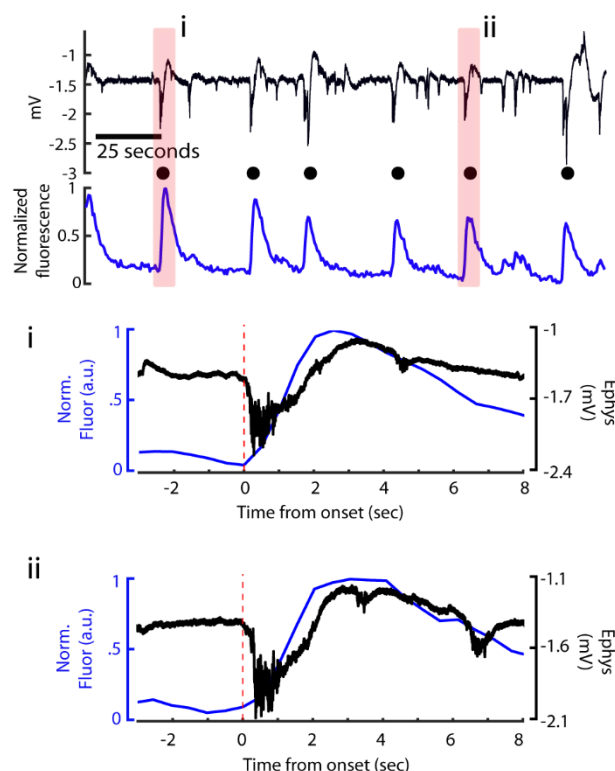 i ii
-1
-1.5
-2
-2.5
-3
mV
25 seconds
1
0.5
0
Normalized
fluorescence
i
1
.5
0
Norm.
Fluor (a.u.)
-1
-1.7
-2.4
Ephys
(mV)
-2 0 2 4 6 8
Time from onset (sec)
ii
1
.5
0
Norm.
Fluor (a.u.)
-1.1
-1.6
-2.1
Ephys
(mV)
-2 0 2 4 6 8
Time from onset (sec)